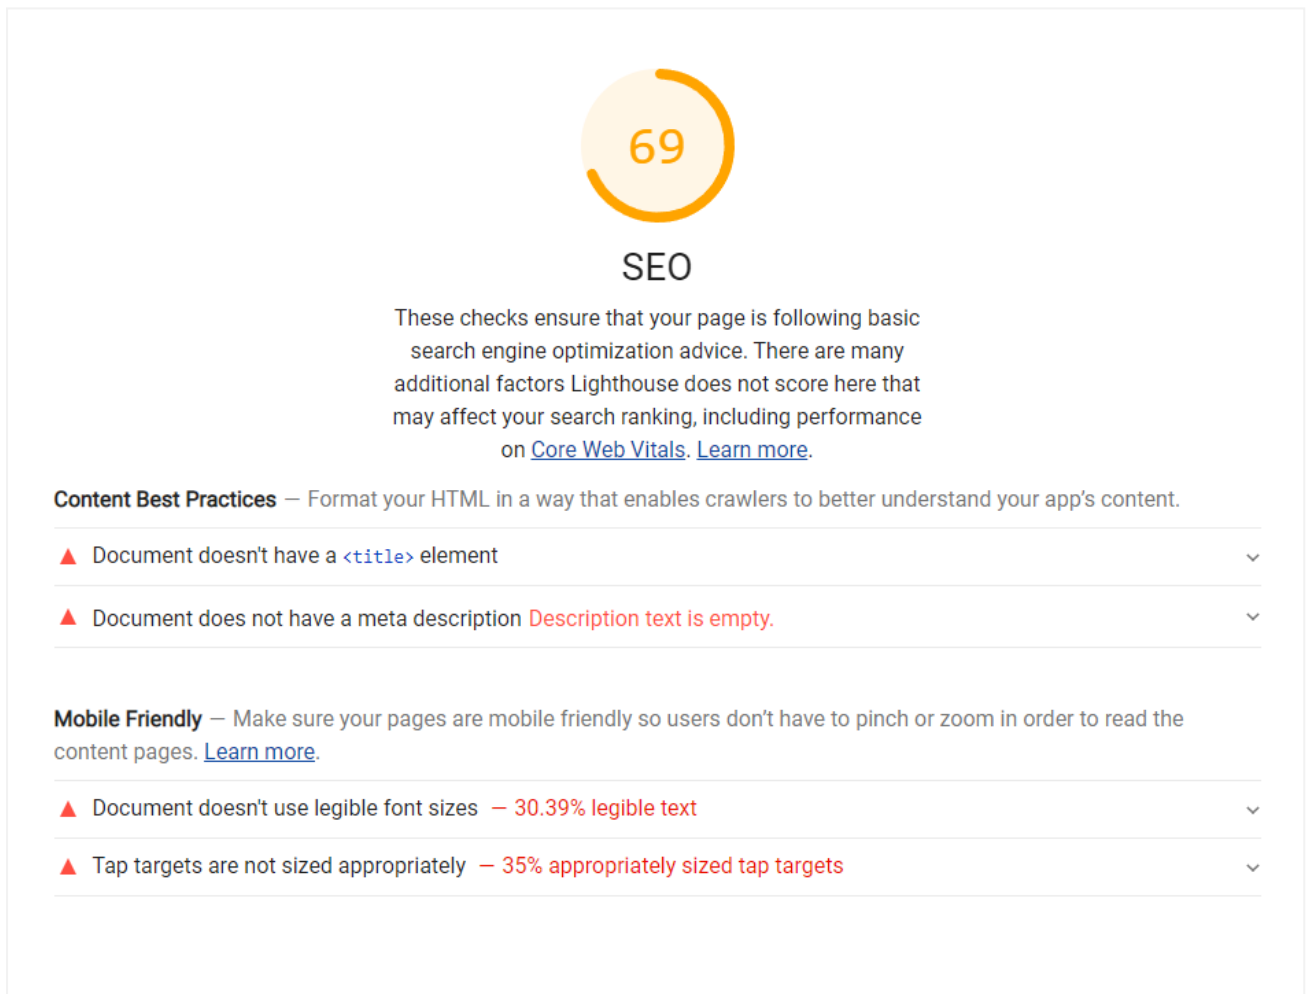 69
SEO
These checks ensure that your page is following basic
search engine optimization advice. There are many
additional factors Lighthouse does not score here that
may affect your search ranking, including performance
on Core Web Vitals. Learn more.
Content Best Practices — Format your HTML in a way that enables crawlers to better understand your app’s content.
Document doesn't have a <title> element
Document does not have a meta description Description text is empty.
Mobile Friendly — Make sure your pages are mobile friendly so users don’t have to pinch or zoom in order to read the
content pages. Learn more.
Document doesn't use legible font sizes — 30.39% legible text
Tap targets are not sized appropriately — 35% appropriately sized tap targets